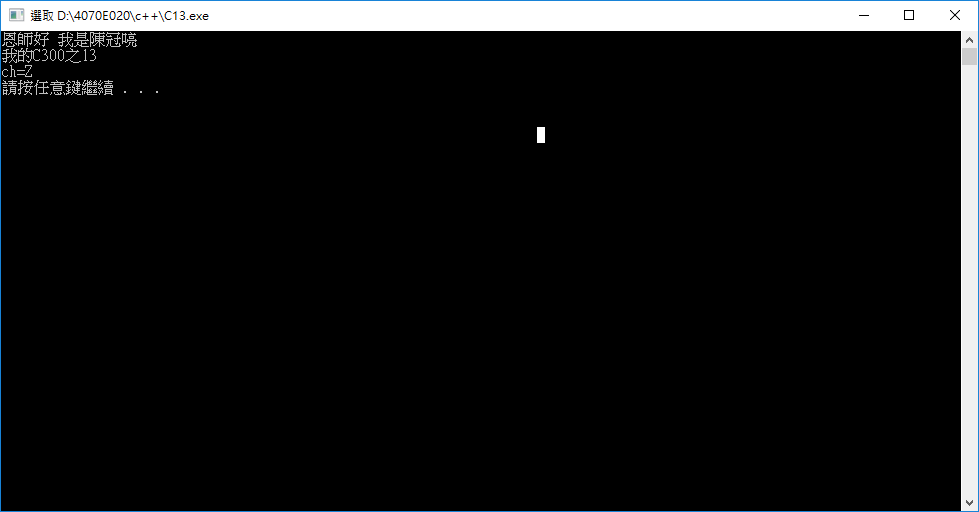 選取 D:\4070E020\c++\C13.exe
恩師好 我是陳冠喨
我的C300之13
ch=Z
請按任意鍵繼續 . . .